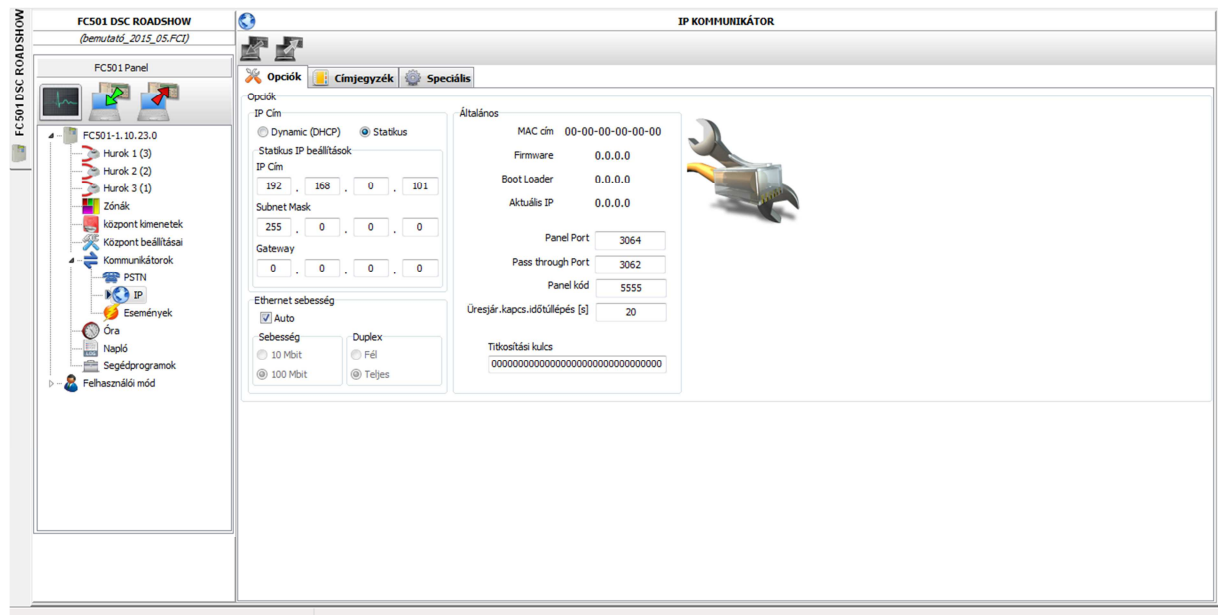 FC501 DSC ROADSHOW
FC501 DSC ROADSHOW
(bemutató_2015_05.FCI)
FC501 Panel
FC501-1.10.23.0
Hurok 1 (3)
Hurok 2 (2)
Hurok 3 (1)
Zónák
központ kimenetek
Központ beállításai
Kommunikátorok
PSTN
IP
Események
Óra
Napló
Segédprogramok
Felhasználói mód
IP KOMMUNIKÁTOR
Opciók
Címjegyzék
Speciális
Opciók
IP Cím
Dynamic (DHCP)
Statikus
Statikus IP beállítások
IP Cím
192 . 168 . 0 . 101
Subnet Mask
255 . 0 . 0 . 0
Gateway
0 . 0 . 0 . 0
Ethernet sebesség
Auto
Sebesség
10 Mbit
100 Mbit
Duplex
Fél
Teljes
Általános
MAC cím 00-00-00-00-00-00
Firmware 0.0.0.0
Boot Loader 0.0.0.0
Aktuális IP 0.0.0.0
Panel Port 3064
Pass through Port 3062
Panel kód 5555
Üresjár.kapcs.időtúllépés [s] 20
Titkosítási kulcs
00000000000000000000000000000000